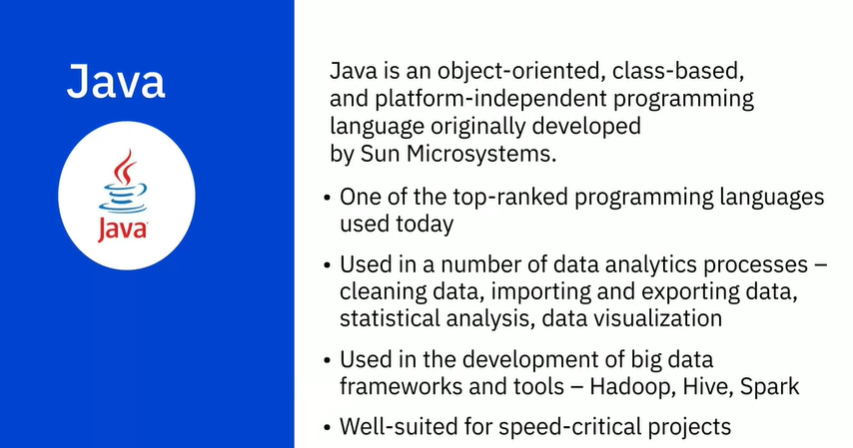 Java
Java
Java is an object-oriented, class-based,
and platform-independent programming
language originally developed
by Sun Microsystems.
• One of the top-ranked programming languages
used today
• Used in a number of data analytics processes –
cleaning data, importing and exporting data,
statistical analysis, data visualization
• Used in the development of big data
frameworks and tools – Hadoop, Hive, Spark
• Well-suited for speed-critical projects